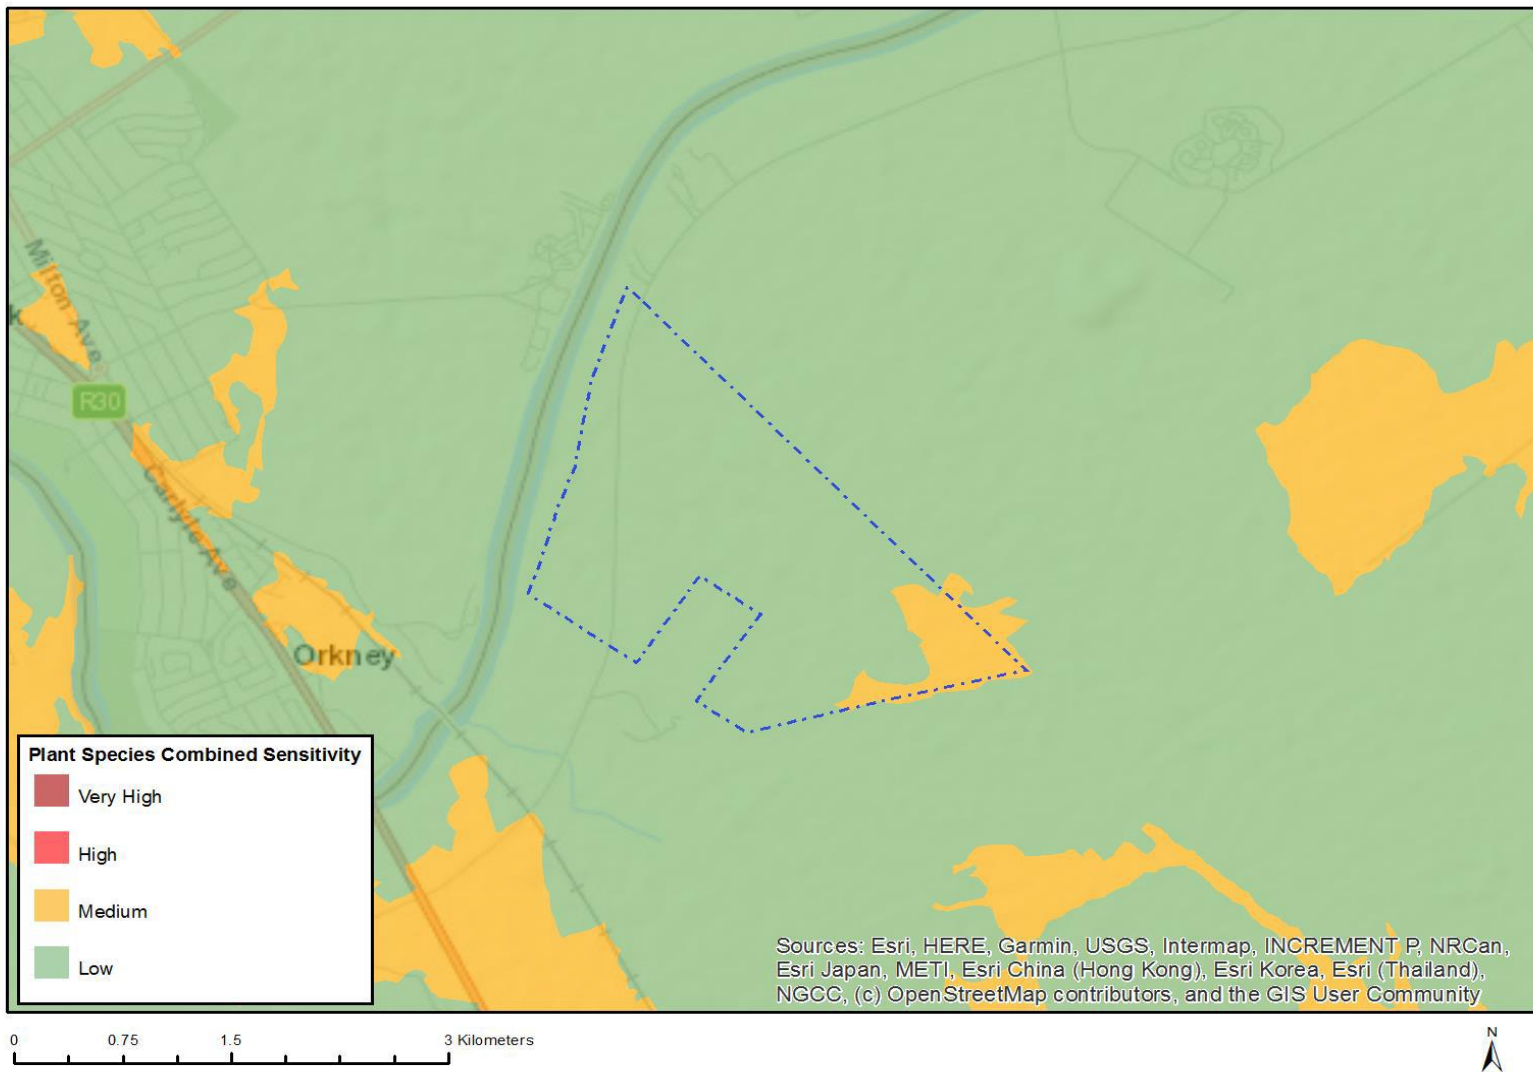 Milton Ave
k
R30
Carlyle Ave
Orkney
Plant Species Combined Sensitivity
Very High
High
Medium
Low
Sources: Esri, HERE, Garmin, USGS, Intermap, INCREMENT P, NRCan,
Esri Japan, METI, Esri China (Hong Kong), Esri Korea, Esri (Thailand),
NGCC, (c) OpenStreetMap contributors, and the GIS User Community
0 0.75 1.5 3 Kilometers
N